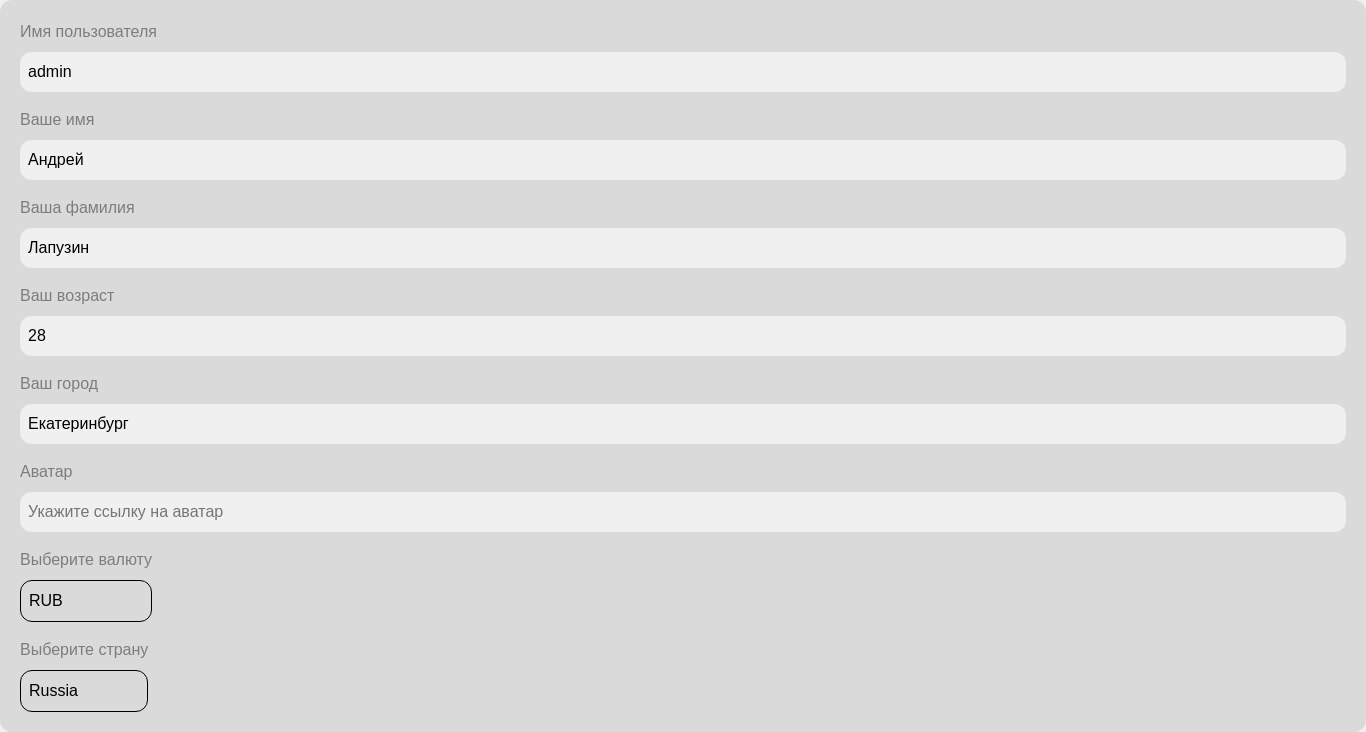 Имя пользователя
admin
Ваше имя
Андрей
Ваша фамилия
Лапузин
Ваш возраст
28
Ваш город
Екатеринбург
Аватар
Укажите ссылку на аватар
Выберите валюту
RUB
Выберите страну
Russia